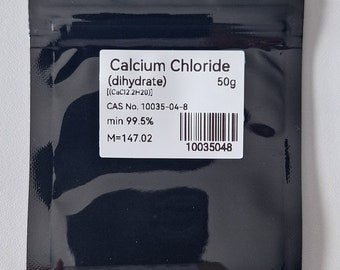 Calcium Chloride
(dihydrate) 50g
[(CaCl2.2H2O)]
CAS No. 10035-04-8
min 99.5%
M=147.02
10035048